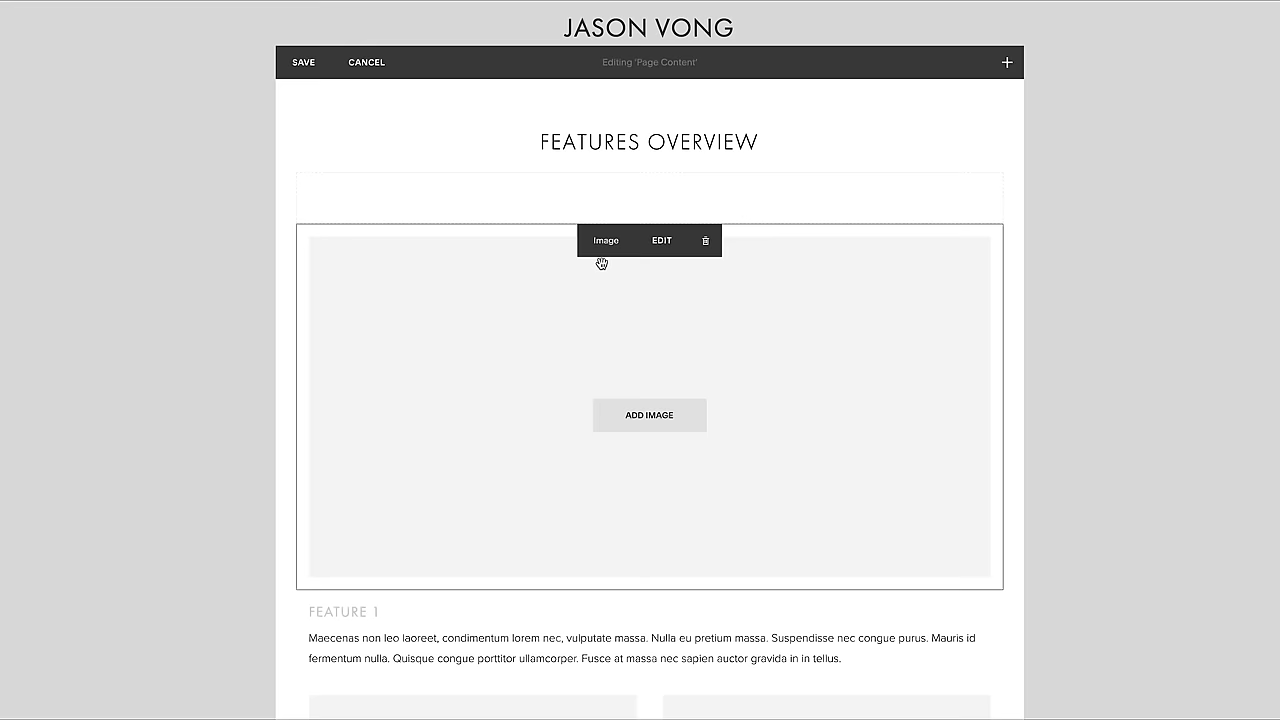 JASON VONG
SAVE CANCEL Editing 'Page Content' +
FEATURES OVERVIEW
Image EDIT
ADD IMAGE
FEATURE 1
Maecenas non leo laoreet, condimentum lorem nec, vulputate massa. Nulla eu pretium massa. Suspendisse nec congue purus. Mauris id
fermentum nulla. Quisque congue porttitor ullamcorper. Fusce at massa nec sapien auctor gravida in in tellus.